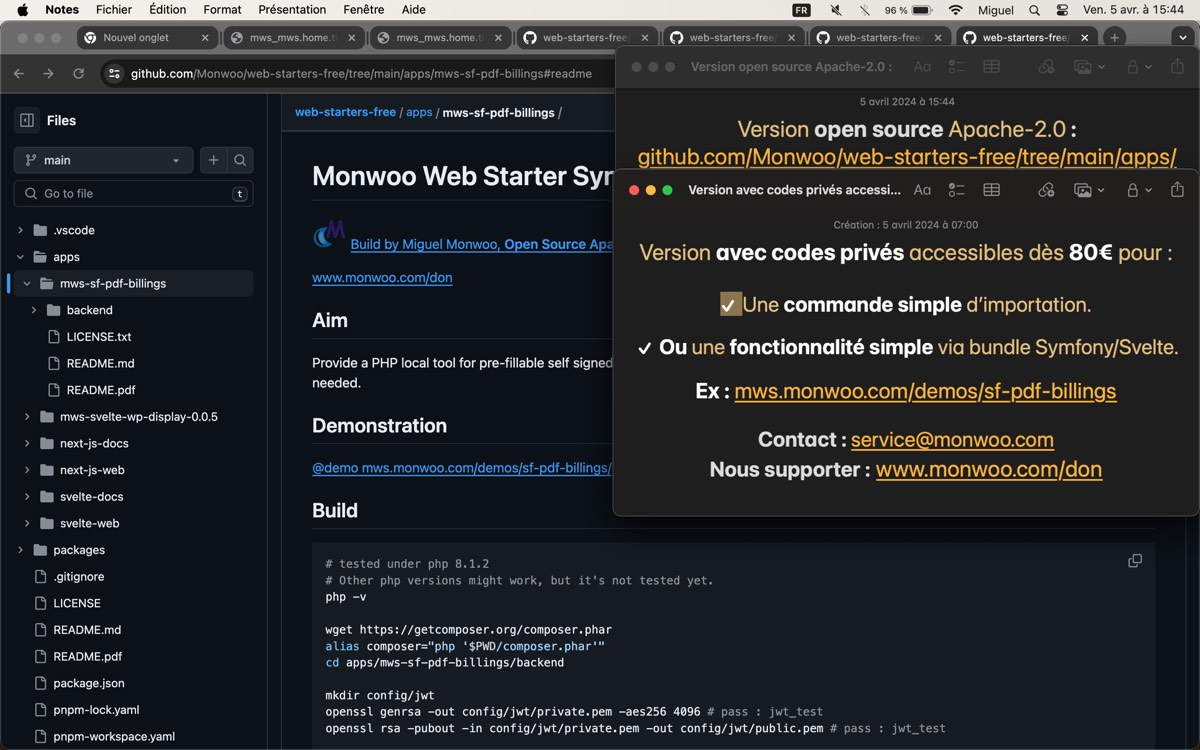 Notes Fichier Édition Format Présentation Fenêtre Aide FR 96 % Miguel Ven. 5 avr. à 15:44
Nouvel onglet mws_mws.home.t mws_mws.home.t web-starters-free web-starters-free web-starters-free web-starters-free
github.com/Monwoo/web-starters-free/tree/main/apps/mws-sf-pdf-billings#readme
Version open source Apache-2.0 : Aa
5 avril 2024 à 15:44
Version open source Apache-2.0 :
github.com/Monwoo/web-starters-free/tree/main/apps/
Version avec codes privés accessi... Aa
Création : 5 avril 2024 à 07:00
Version avec codes privés accessibles dès 80€ pour :
✓ Une commande simple d’importation.
✓ Ou une fonctionnalité simple via bundle Symfony/Svelte.
Ex : mws.monwoo.com/demos/sf-pdf-billings
Contact : service@monwoo.com
Nous supporter : www.monwoo.com/don
Files
main
Go to file t
.vscode
apps
mws-sf-pdf-billings
backend
LICENSE.txt
README.md
README.pdf
mws-svelte-wp-display-0.0.5
next-js-docs
next-js-web
svelte-docs
svelte-web
packages
.gitignore
LICENSE
README.md
README.pdf
package.json
pnpm-lock.yaml
pnpm-workspace.yaml
web-starters-free / apps / mws-sf-pdf-billings /
Monwoo Web Starter Syr
Build by Miguel Monwoo, Open Source Apa
www.monwoo.com/don
Aim
Provide a PHP local tool for pre-fillable self signed
needed.
Demonstration
@demo mws.monwoo.com/demos/sf-pdf-billings/
Build
# tested under php 8.1.2
# Other php versions might work, but it's not tested yet.
php -v
wget https://getcomposer.org/composer.phar
alias composer="php '$PWD/composer.phar'"
cd apps/mws-sf-pdf-billings/backend
mkdir config/jwt
openssl genrsa -out config/jwt/private.pem -aes256 4096 # pass : jwt_test
openssl rsa -pubout -in config/jwt/private.pem -out config/jwt/public.pem # pass : jwt_test